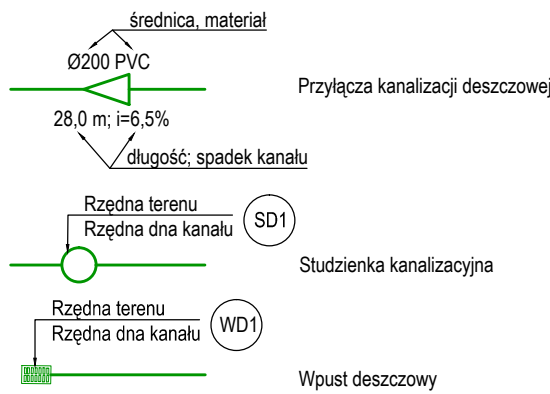 średnica, materiał
Ø200 PVC
Przyłącza kanalizacji deszczowej
28,0 m; i=6,5%
długość; spadek kanału
Rzędna terenu
SD1
Rzędna dna kanału
Studzienka kanalizacyjna
Rzędna terenu
WD1
Rzędna dna kanału
Wpust deszczowy